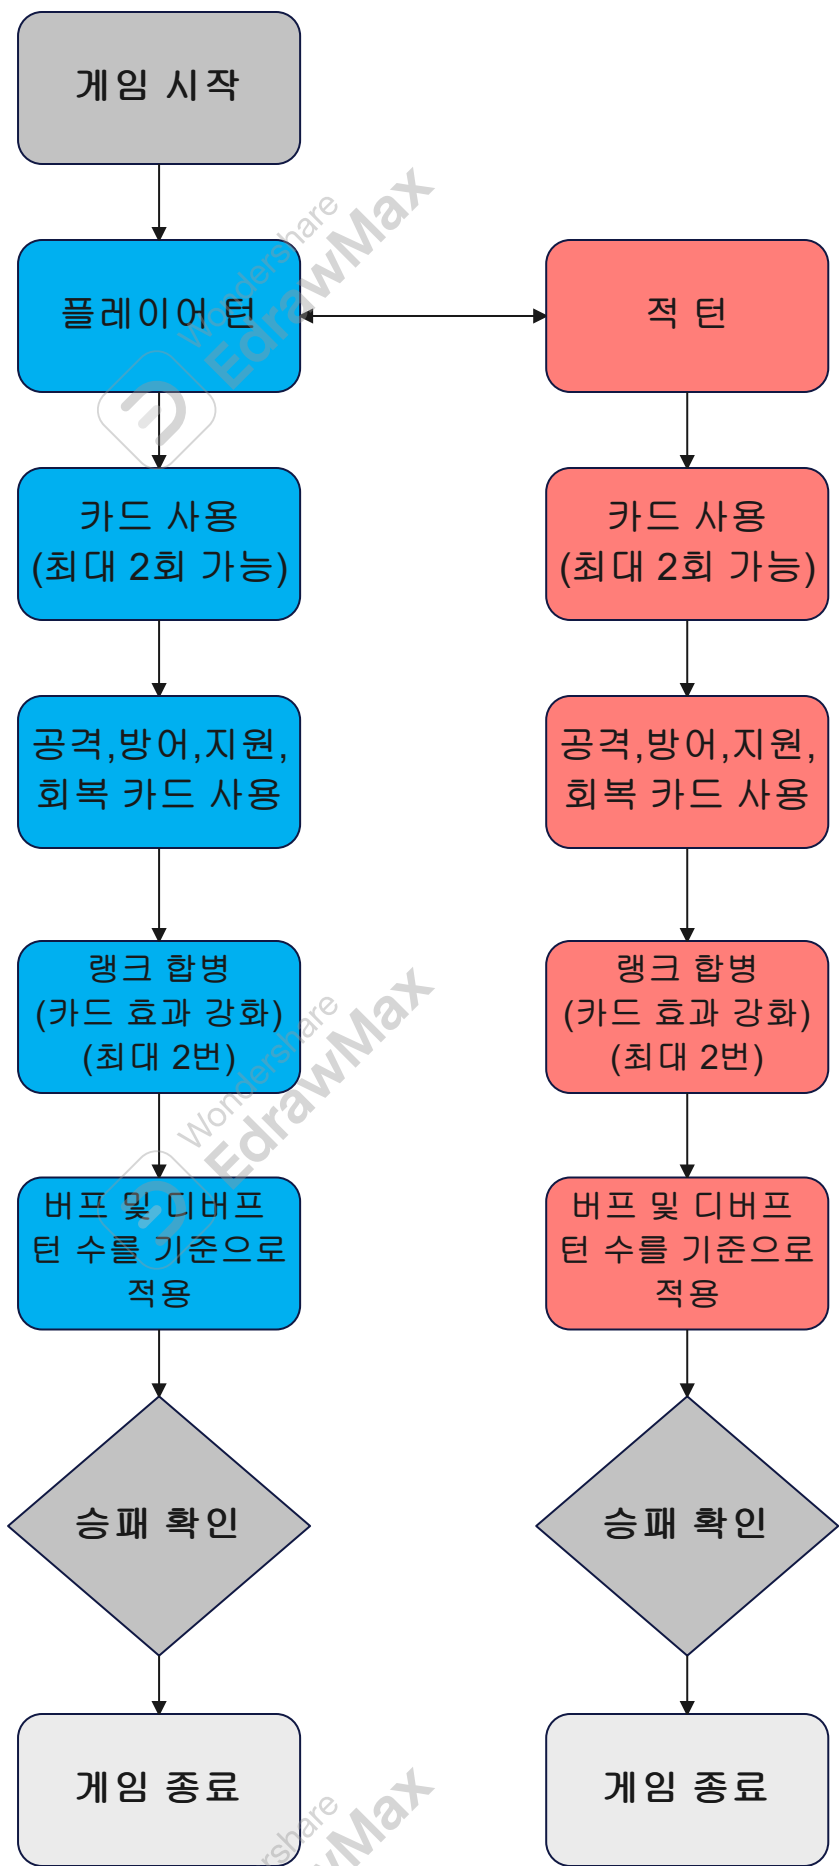 게임 시작
플레이어 턴
적 턴
카드 사용
(최대 2회 가능)
카드 사용
(최대 2회 가능)
공격,방어,지원,
회복 카드 사용
공격,방어,지원,
회복 카드 사용
랭크 합병
(카드 효과 강화)
(최대 2번)
랭크 합병
(카드 효과 강화)
(최대 2번)
버프 및 디버프
턴 수를 기준으로
적용
버프 및 디버프
턴 수를 기준으로
적용
승패 확인
승패 확인
게임 종료
게임 종료
Wondershare
EdrawMax
Wondershare
EdrawMax